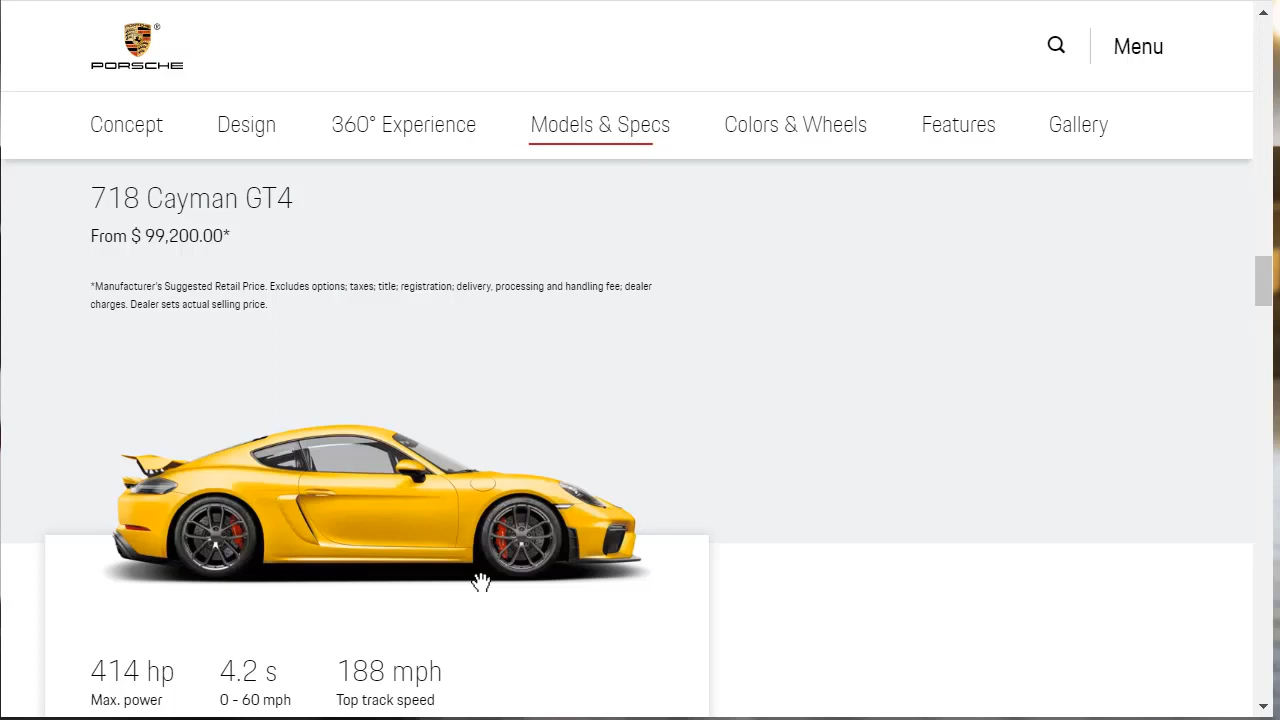 PORSCHE®
Menu
Concept
Design
360° Experience
Models & Specs
Colors & Wheels
Features
Gallery
718 Cayman GT4
From $ 99,200.00*
*Manufacturer's Suggested Retail Price. Excludes options; taxes; title; registration; delivery, processing and handling fee; dealer
charges. Dealer sets actual selling price.
414 hp
Max. power
4.2 s
0 - 60 mph
188 mph
Top track speed